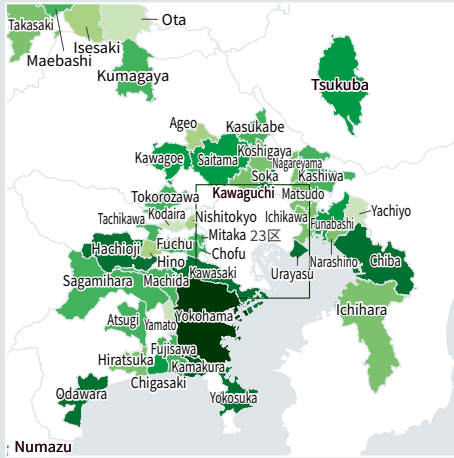 Takasaki
Ota
Isesaki
Maebashi
Kumagaya
Tsukuba
Ageo
Kasukabe
Koshigaya
Kawagoe
Saitama
Nagareyama
Soka
Kashiwa
Tokorozawa
Kawaguchi
Matsudo
Tachikawa
Kodaira
Nishitokyo
Ichikawa
Funabashi
Yachiyo
Hachioji
Fuchu
Mitaka
23区
Hino
Chofu
Narashino
Chiba
Sagamihara
Machida
Kawasaki
Urayasu
Atsugi
Yamato
Yokohama
Ichihara
Hiratsuka
Fujisawa
Kamakura
Chigasaki
Odawara
Yokosuka
Numazu